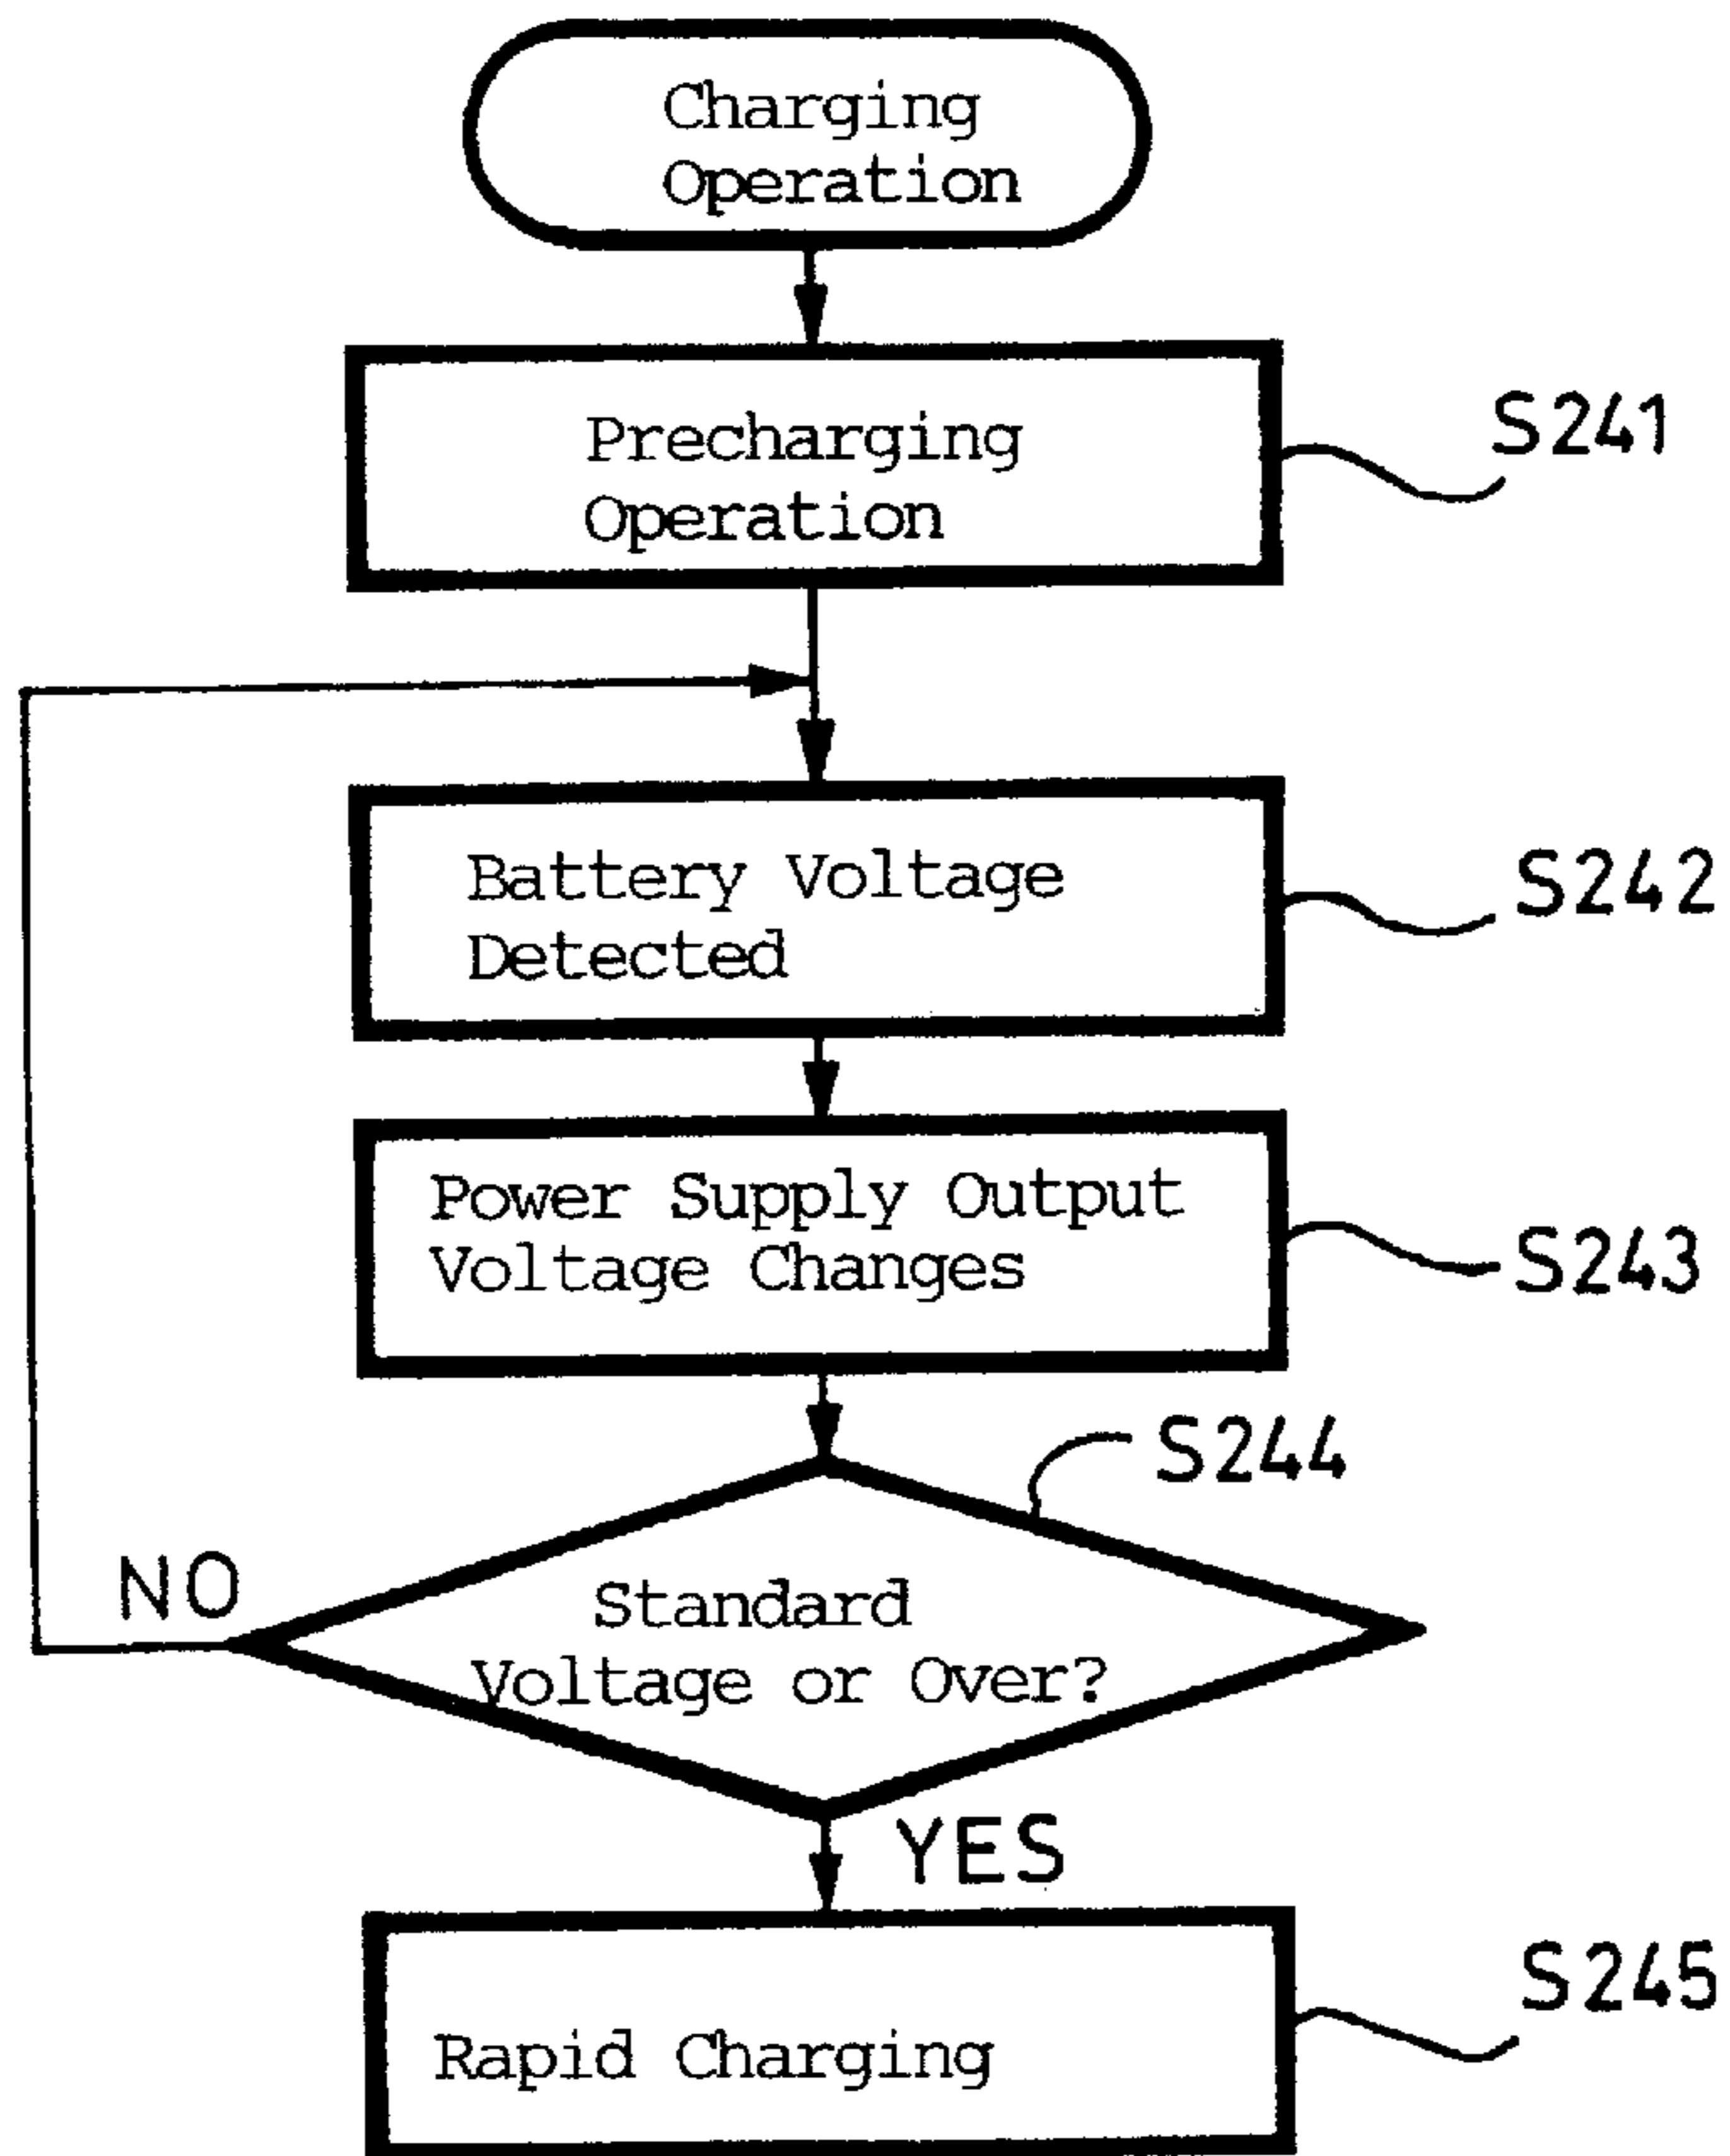 Charging
Operation
Precharging
Operation
S241
Battery Voltage
Detected
S242
Power Supply Output
Voltage Changes
S243
S244
NO
Standard
Voltage or Over?
YES
S245
Rapid Charging